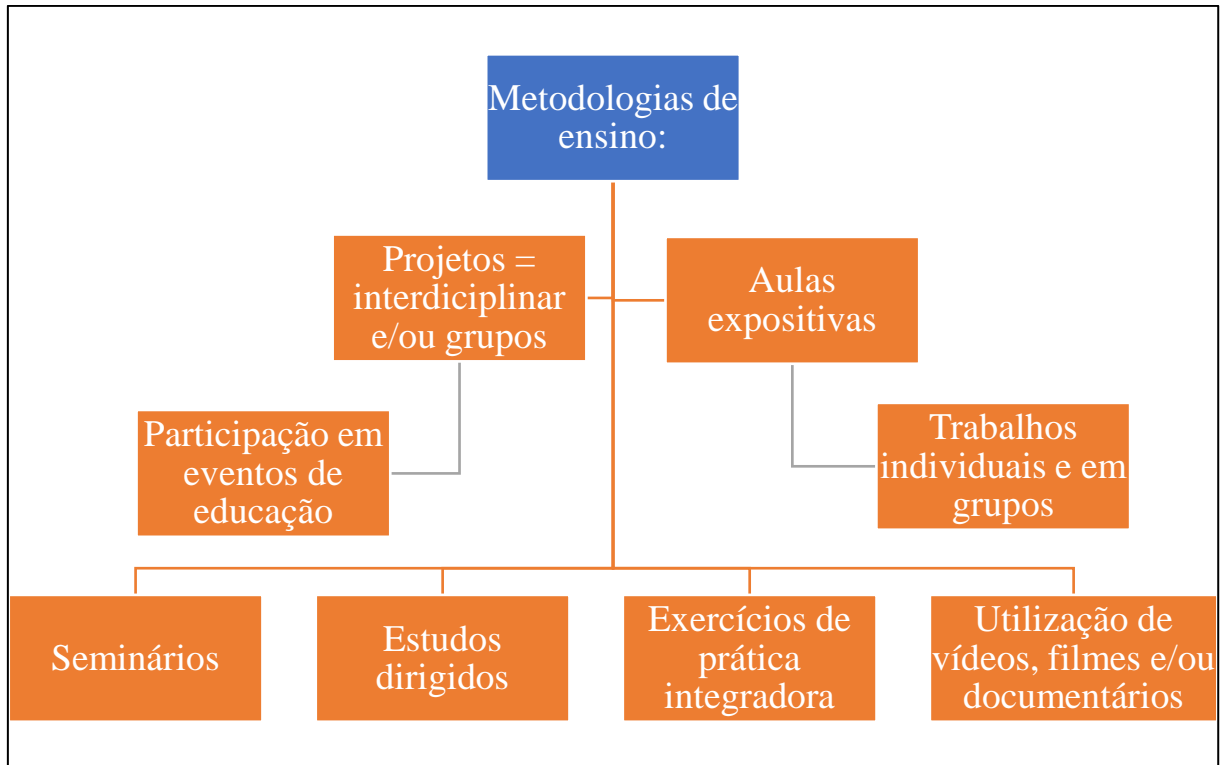 Metodologias de
ensino:
Projetos =
interdiciplinar
e/ou grupos
Aulas
expositivas
Participação em
eventos de
educação
Trabalhos
individuais e em
grupos
Seminários
Estudos
dirigidos
Exercícios de
prática
integradora
Utilização de
vídeos, filmes e/ou
documentários